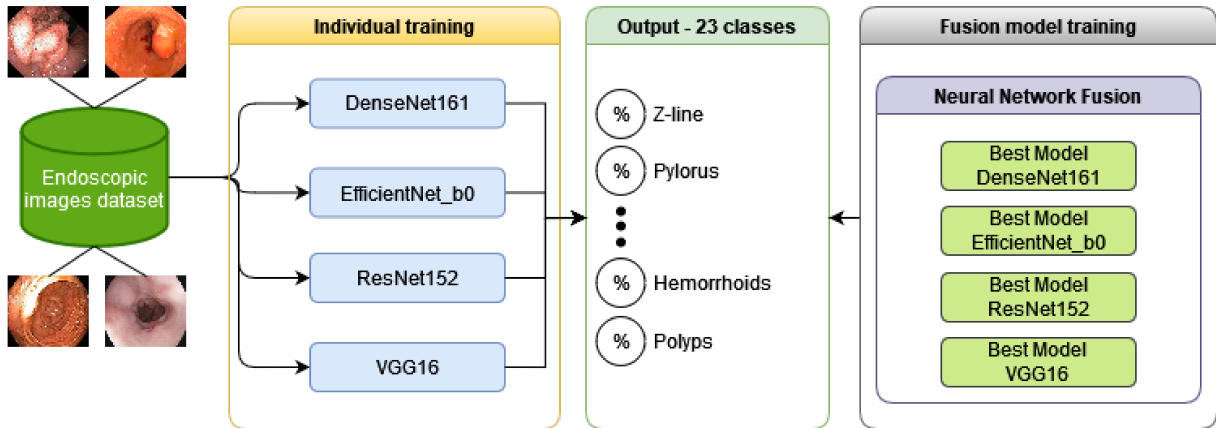 Endoscopic
images dataset
Individual training
DenseNet161
EfficientNet_b0
ResNet152
VGG16
Output - 23 classes
% Z-line
% Pylorus
% Hemorrhoids
% Polyps
Fusion model training
Neural Network Fusion
Best Model
DenseNet161
Best Model
EfficientNet_b0
Best Model
ResNet152
Best Model
VGG16